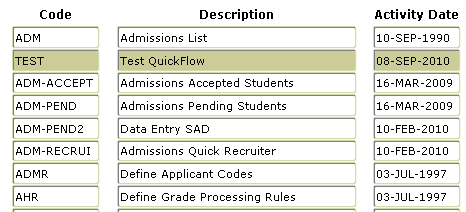 Code Description Activity Date
ADM Admissions List 10-SEP-1990
TEST Test QuickFlow 08-SEP-2010
ADM-ACCEPT Admissions Accepted Students 16-MAR-2009
ADM-PEND Admissions Pending Students 16-MAR-2009
ADM-PEND2 Data Entry SAD 10-FEB-2010
ADM-RECRUI Admissions Quick Recruiter 10-FEB-2010
ADMR Define Applicant Codes 03-JUL-1997
AHR Define Grade Processing Rules 03-JUL-1997